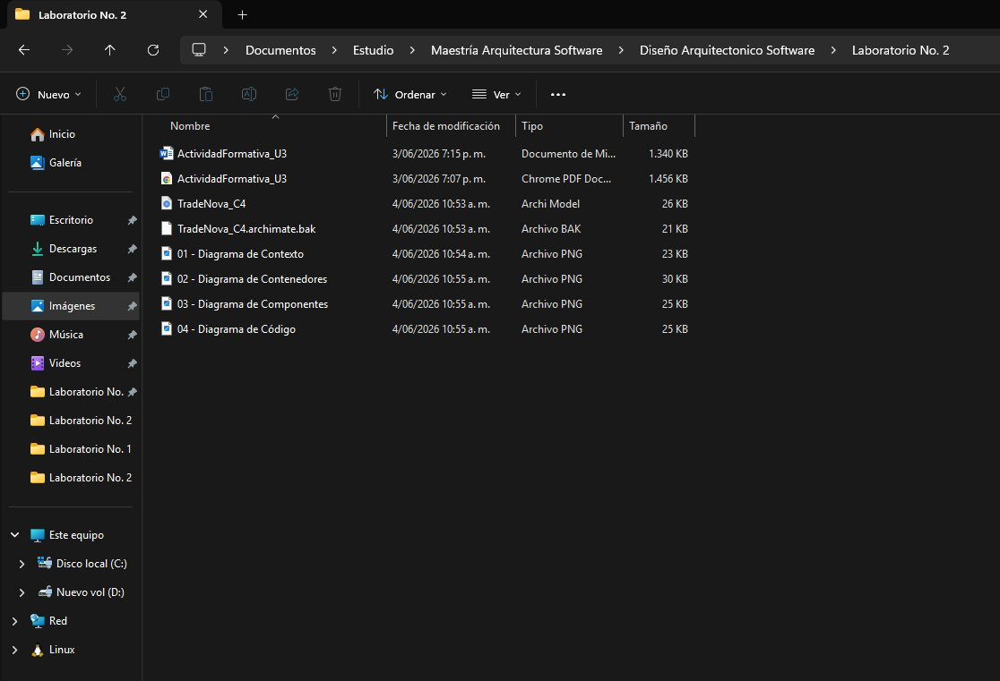 Laboratorio No. 2
Documentos > Estudio > Maestría Arquitectura Software > Diseño Arquitectonico Software > Laboratorio No. 2
Nuevo Ordenar Ver
Nombre Fecha de modificación Tipo Tamaño
ActividadFormativa_U3 3/06/2026 7:15 p. m. Documento de Mi... 1.340 KB
ActividadFormativa_U3 3/06/2026 7:07 p. m. Chrome PDF Doc... 1.456 KB
TradeNova_C4 4/06/2026 10:53 a. m. Archi Model 26 KB
TradeNova_C4.archimate.bak 4/06/2026 10:53 a. m. Archivo BAK 21 KB
01 - Diagrama de Contexto 4/06/2026 10:54 a. m. Archivo PNG 23 KB
02 - Diagrama de Contenedores 4/06/2026 10:55 a. m. Archivo PNG 30 KB
03 - Diagrama de Componentes 4/06/2026 10:55 a. m. Archivo PNG 25 KB
04 - Diagrama de Código 4/06/2026 10:55 a. m. Archivo PNG 25 KB
Inicio
Galería
Escritorio
Descargas
Documentos
Imágenes
Música
Videos
Laboratorio No.
Laboratorio No. 2
Laboratorio No. 1
Laboratorio No. 2
Este equipo
Disco local (C:)
Nuevo vol (D:)
Red
Linux